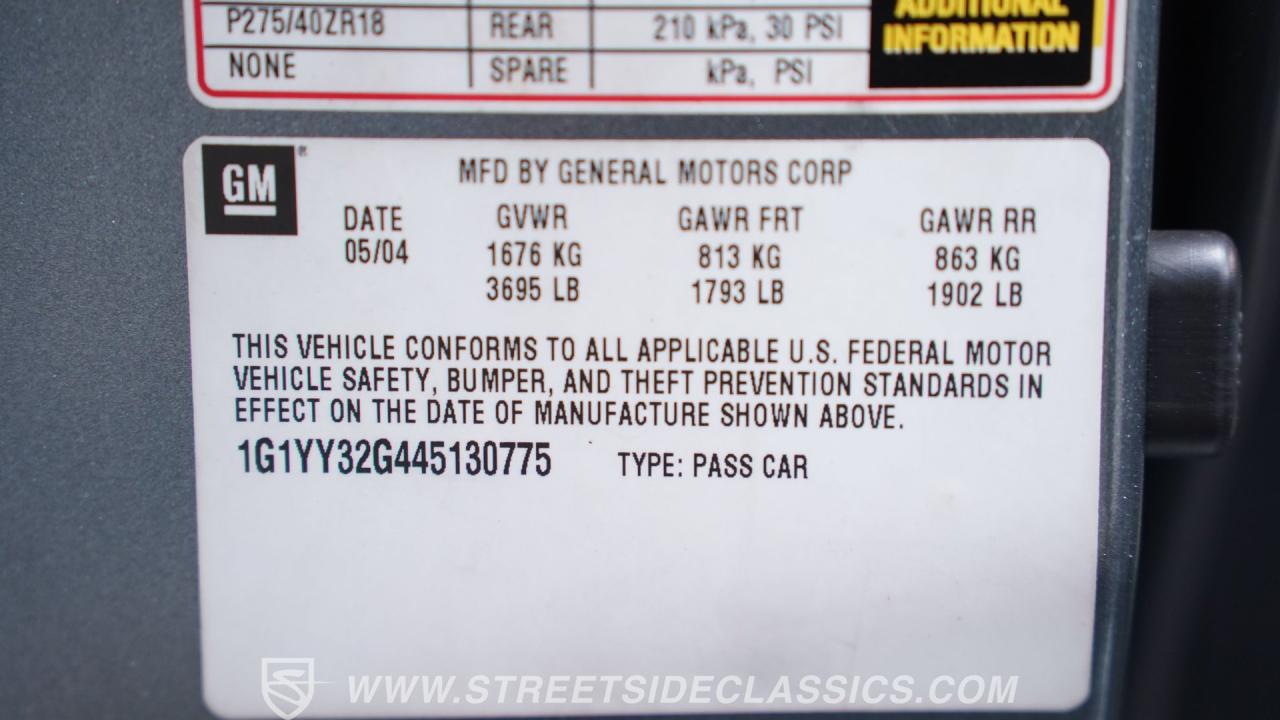 P275/40ZR18 REAR 210 kPa, 30 PSI
NONE SPARE kPa, PSI
ADDITIONAL
INFORMATION
GM
MFD BY GENERAL MOTORS CORP
DATE GVWR GAWR FRT GAWR RR
05/04 1676 KG 813 KG 863 KG
3695 LB 1793 LB 1902 LB
THIS VEHICLE CONFORMS TO ALL APPLICABLE U.S. FEDERAL MOTOR
VEHICLE SAFETY, BUMPER, AND THEFT PREVENTION STANDARDS IN
EFFECT ON THE DATE OF MANUFACTURE SHOWN ABOVE.
1G1YY32G445130775 TYPE: PASS CAR
WWW.STREETSIDECLASSICS.COM